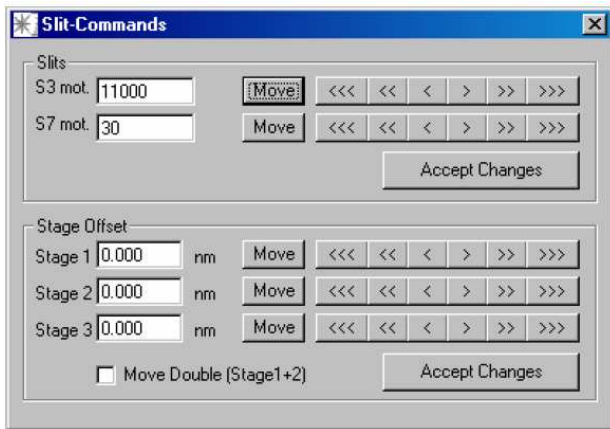 Slit-Commands
Slits
S3 mot. 11000 Move <<< << < > >> >>>
S7 mot. 30 Move <<< << < > >> >>>
Accept Changes
Stage Offset
Stage 1 0.000 nm Move <<< << < > >> >>>
Stage 2 0.000 nm Move <<< << < > >> >>>
Stage 3 0.000 nm Move <<< << < > >> >>>
Move Double (Stage1+2) Accept Changes